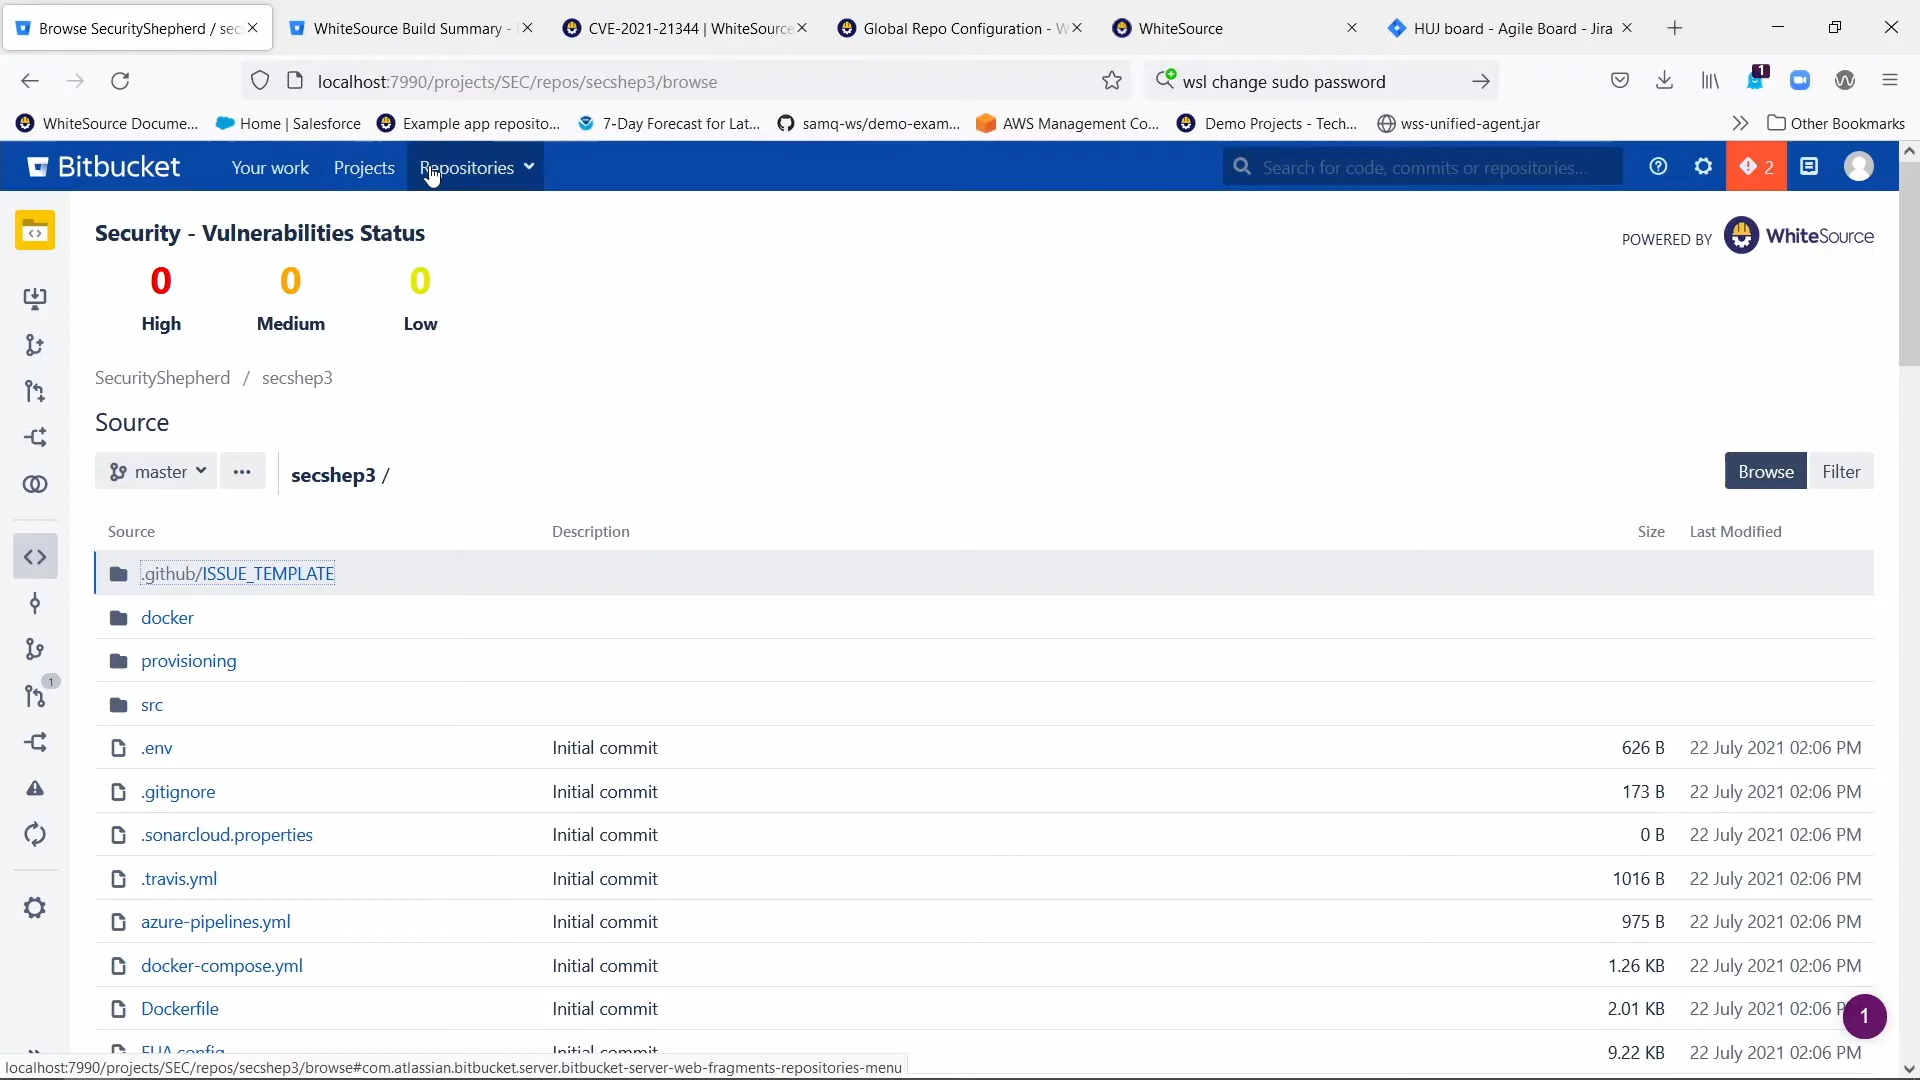 Browse SecurityShepherd / sec
WhiteSource Build Summary -
CVE-2021-21344 | WhiteSource
Global Repo Configuration - W
WhiteSource
HUJ board - Agile Board - Jira
localhost:7990/projects/SEC/repos/secshep3/browse
wsl change sudo password
1
WhiteSource Docume...
Home | Salesforce
Example app reposito...
7-Day Forecast for Lat...
samq-ws/demo-exam...
AWS Management Co...
Demo Projects - Tech...
wss-unified-agent.jar
Other Bookmarks
Bitbucket
Your work
Projects
Repositories
Search for code, commits or repositories...
2
Security - Vulnerabilities Status
POWERED BY WhiteSource
0 0 0
High Medium Low
SecurityShepherd / secshep3
Source
master
secshep3 /
Browse Filter
Source Description Size Last Modified
.github/ISSUE_TEMPLATE
docker
provisioning
src
1
.env Initial commit 626 B 22 July 2021 02:06 PM
.gitignore Initial commit 173 B 22 July 2021 02:06 PM
.sonarcloud.properties Initial commit 0 B 22 July 2021 02:06 PM
.travis.yml Initial commit 1016 B 22 July 2021 02:06 PM
azure-pipelines.yml Initial commit 975 B 22 July 2021 02:06 PM
docker-compose.yml Initial commit 1.26 KB 22 July 2021 02:06 PM
Dockerfile Initial commit 2.01 KB 22 July 2021 02:06 P
1
Initial commit 9.22 KB 22 July 2021 02:06 PM
localhost:7990/projects/SEC/repos/secshep3/browse#com.atlassian.bitbucket.server.bitbucket-server-web-fragments-repositories-menu